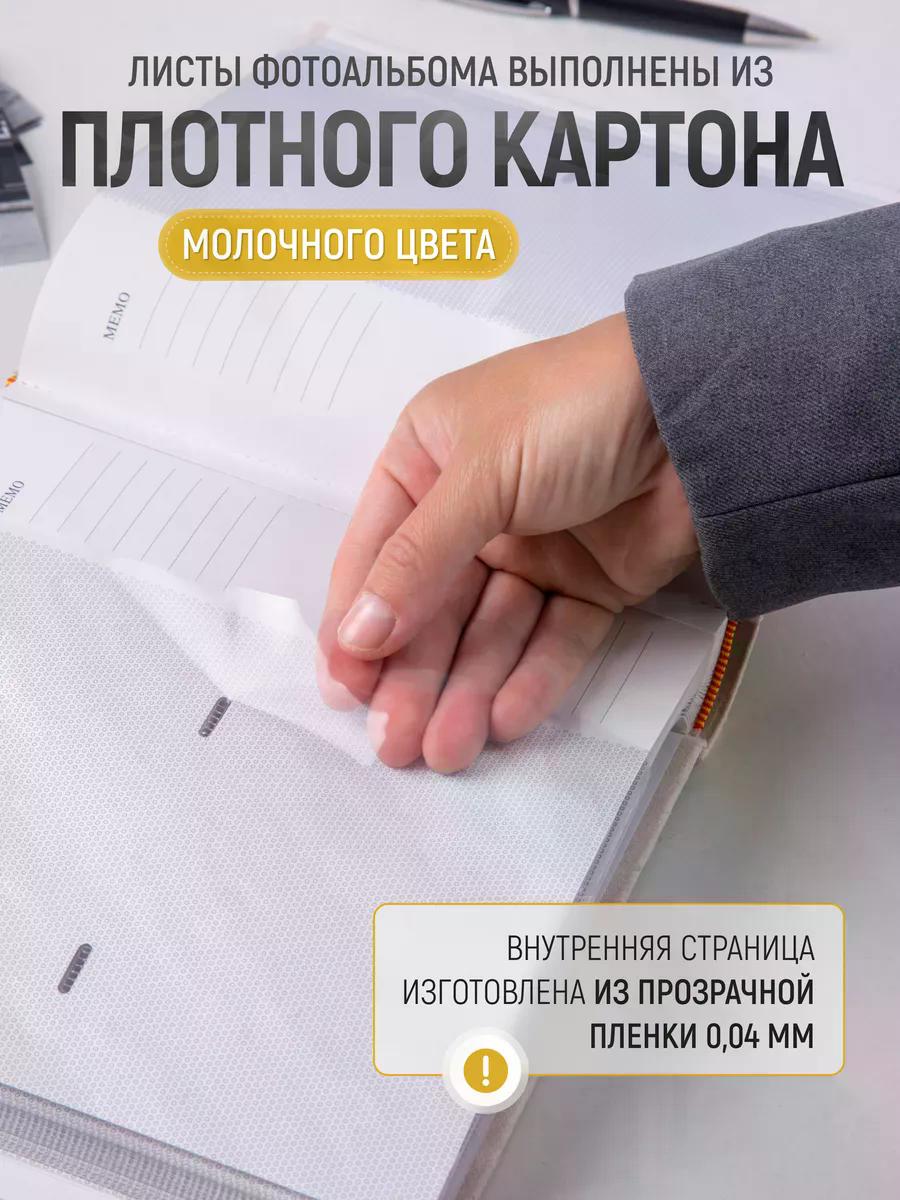 ЛИСТЫ ФОТОАЛЬБОМА ВЫПОЛНЕНЫ ИЗ
ПЛОТНОГО КАРТОНА
МОЛОЧНОГО ЦВЕТА
MEMO
MEMO
ВНУТРЕННЯЯ СТРАНИЦА
ИЗГОТОВЛЕНА ИЗ ПРОЗРАЧНОЙ
ПЛЕНКИ 0,04 ММ
!